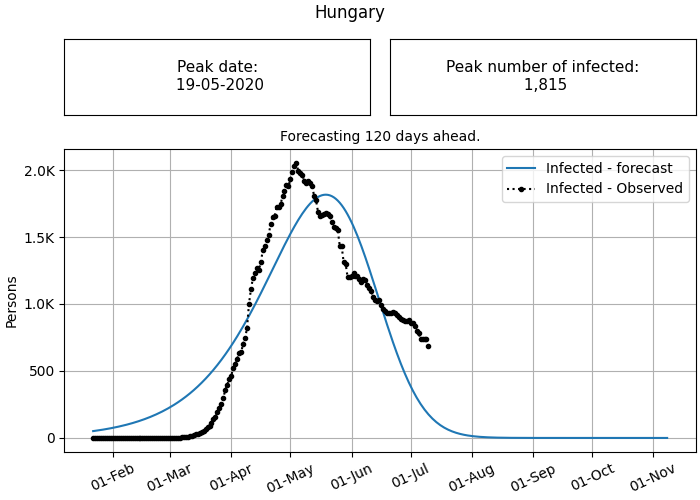 Hungary
Peak date:
19-05-2020
Peak number of infected:
1,815
Forecasting 120 days ahead.
Infected - forecast
Infected - Observed
Persons
2.0K
1.5K
1.0K
500
0
01-Feb
01-Mar
01-Apr
01-May
01-Jun
01-Jul
01-Aug
01-Sep
01-Oct
01-Nov